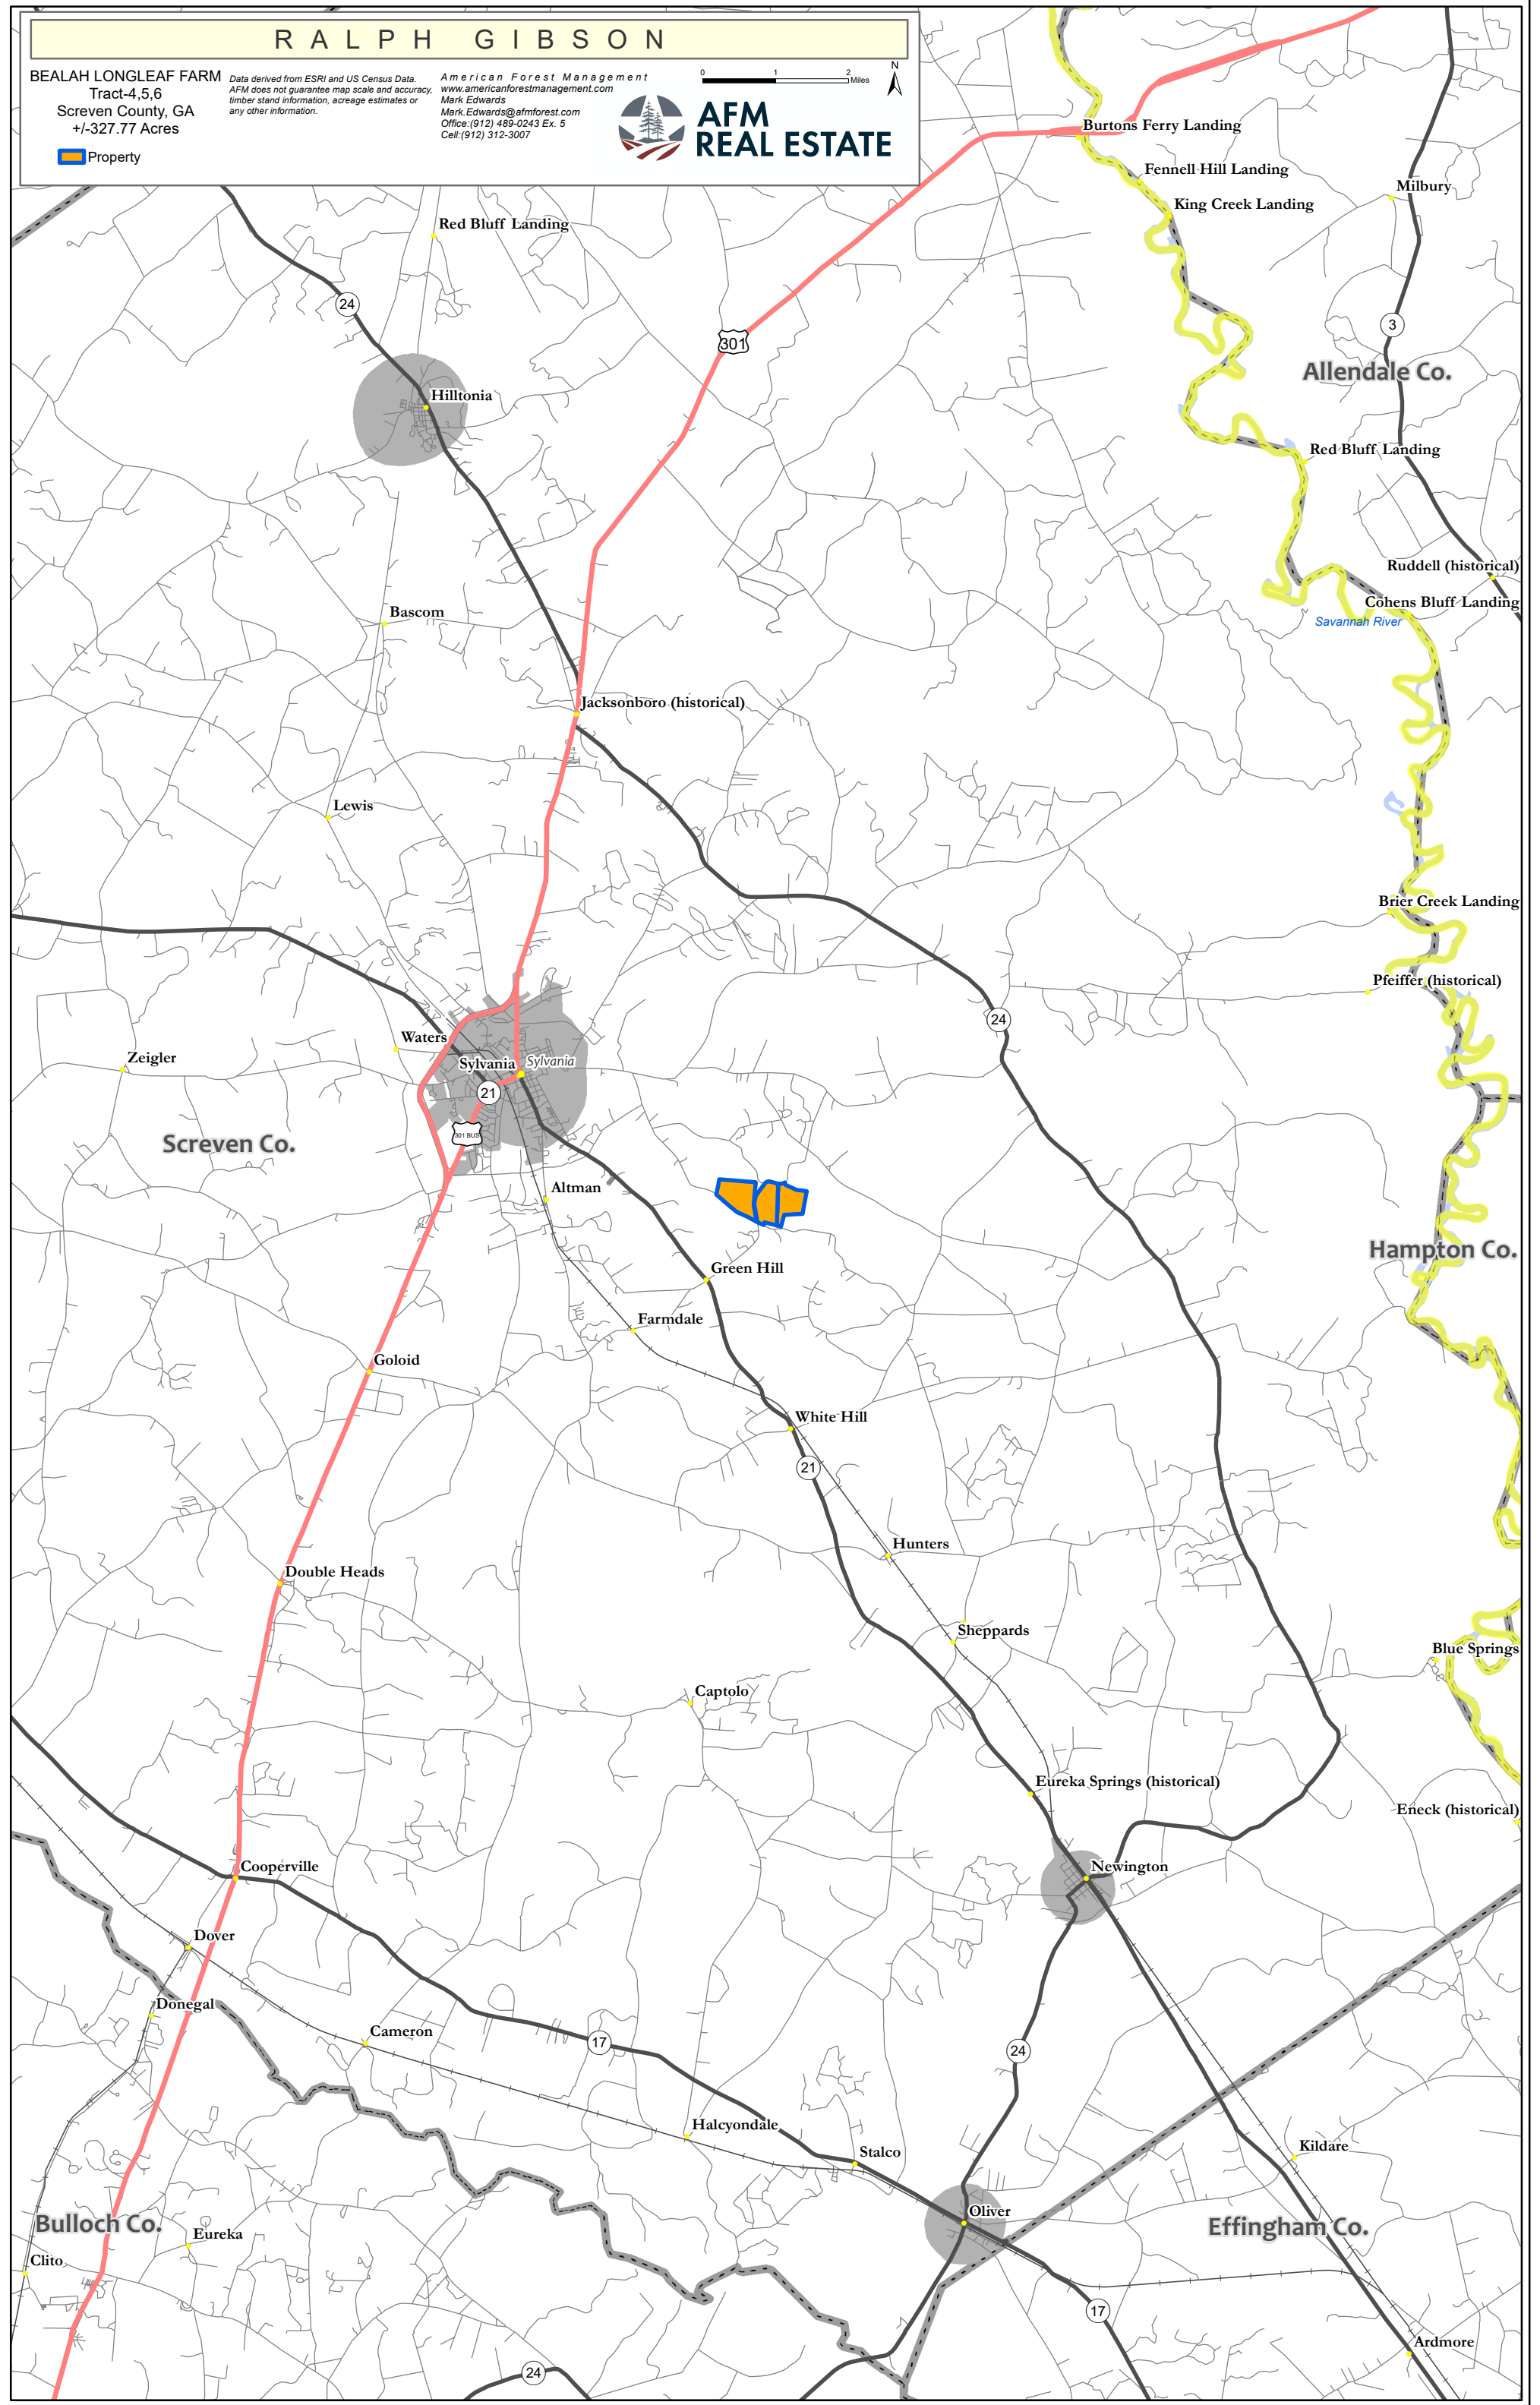 RALPH GIBSON
BEALAH LONGLEAF FARM
Tract-4,5,6
Screven County, GA
+/-327.77 Acres
Property
Data derived from ESRI and US Census Data.
AFM does not guarantee map scale and accuracy,
timber stand information, acreage estimates or
any other information.
American Forest Management
www.americanforestmanagement.com
Mark Edwards
Mark.Edwards@afmforest.com
Office:(912) 489-0243 Ex. 5
Cell:(912) 312-3007
0 1 2 Miles
N
AFM
REAL ESTATE
Burtons Ferry Landing
Fennell Hill Landing
Milbury
King Creek Landing
Red Bluff Landing
24
3
301
Allendale Co.
Hilltonia
Red Bluff Landing
Ruddell (historical)
Cohens Bluff Landing
Savannah River
Bascom
Jacksonboro (historical)
Lewis
Brier Creek Landing
Pfeiffer (historical)
24
Waters
Zeigler
Sylvania
Sylvania
21
301 BUS
Screven Co.
Altman
Hampton Co.
Green Hill
Farmdale
Goloid
White Hill
21
Hunters
Double Heads
Sheppards
Blue Springs
Captolo
Eureka Springs (historical)
Eneck (historical)
Cooperville
Newington
Dover
Donegal
Cameron
17
24
Halcyondale
Stalco
Kildare
Oliver
Bulloch Co.
Eureka
Effingham Co.
Clito
17
Ardmore
24